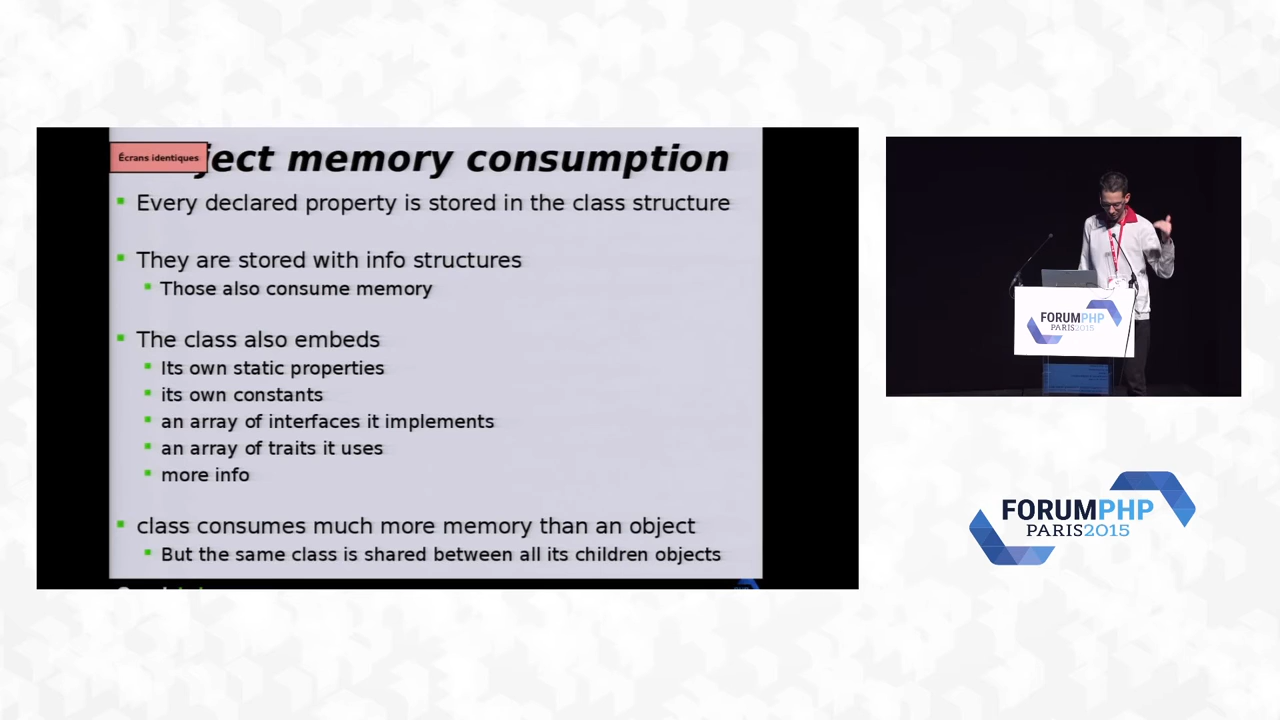 Écrans identiques
ject memory consumption
Every declared property is stored in the class structure
They are stored with info structures
Those also consume memory
The class also embeds
Its own static properties
its own constants
an array of interfaces it implements
an array of traits it uses
more info
class consumes much more memory than an object
But the same class is shared between all its children objects
FORUMPHP
PARIS2015
FORUMPHP
PARIS2015